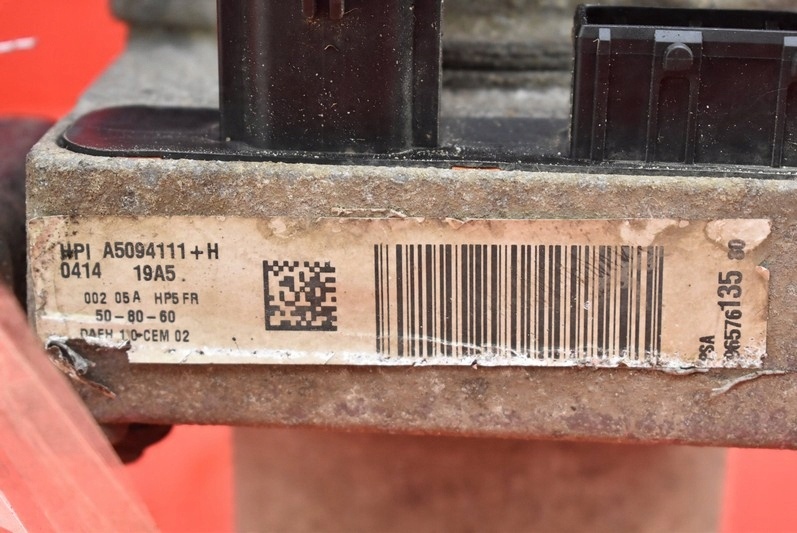 HPI A5094111+H
0414 19A5.
002 05A HP5 FR
50-80-60
DAEH 1.0-CEM 02
PSA
9657613580